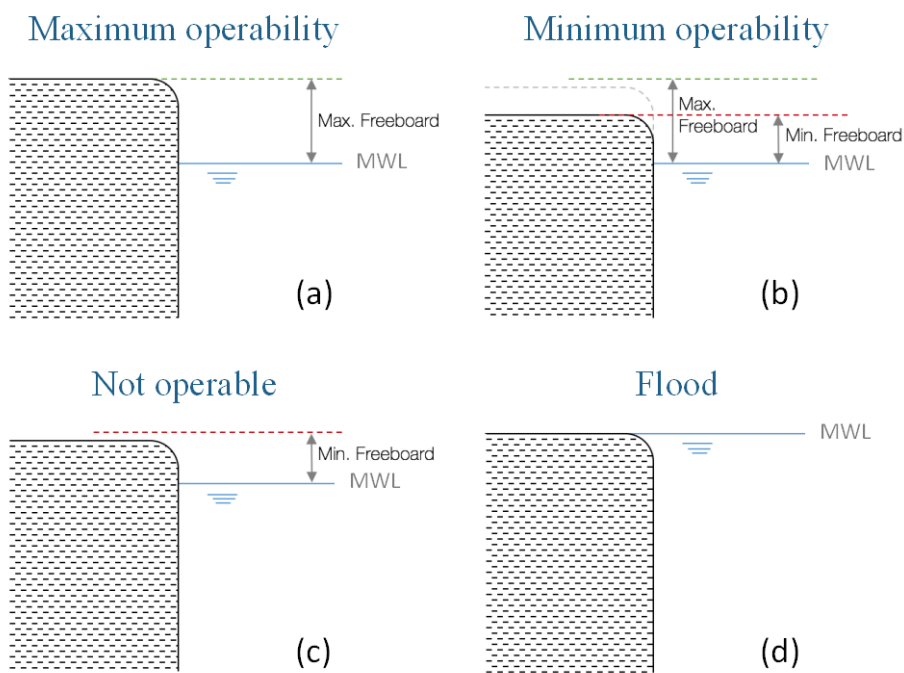 Maximum operability
Max. Freeboard
MWL
(a)
Minimum operability
Max.
Freeboard
Min. Freeboard
MWL
(b)
Not operable
Min. Freeboard
MWL
(c)
Flood
MWL
(d)